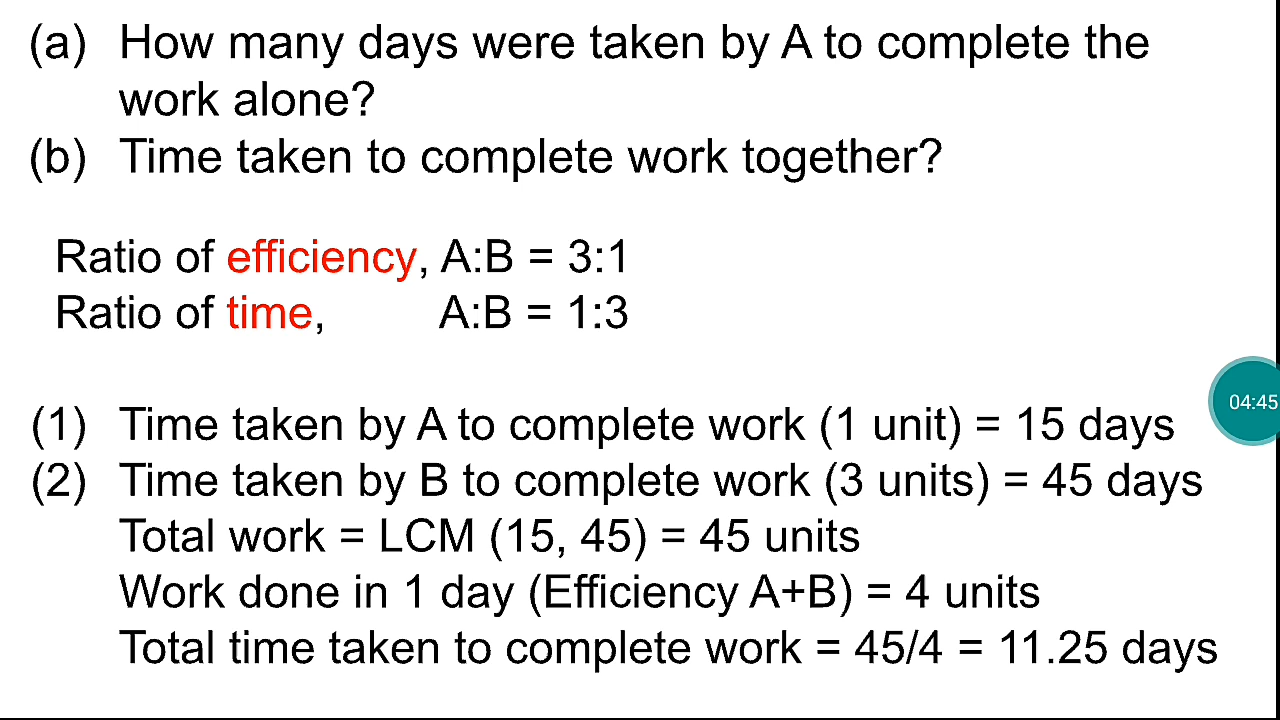 (a) How many days were taken by A to complete the
work alone?
(b) Time taken to complete work together?
Ratio of efficiency, A:B = 3:1
Ratio of time, A:B = 1:3
04:45
(1) Time taken by A to complete work (1 unit) = 15 days
(2) Time taken by B to complete work (3 units) = 45 days
Total work = LCM (15, 45) = 45 units
Work done in 1 day (Efficiency A+B) = 4 units
Total time taken to complete work = 45/4 = 11.25 days